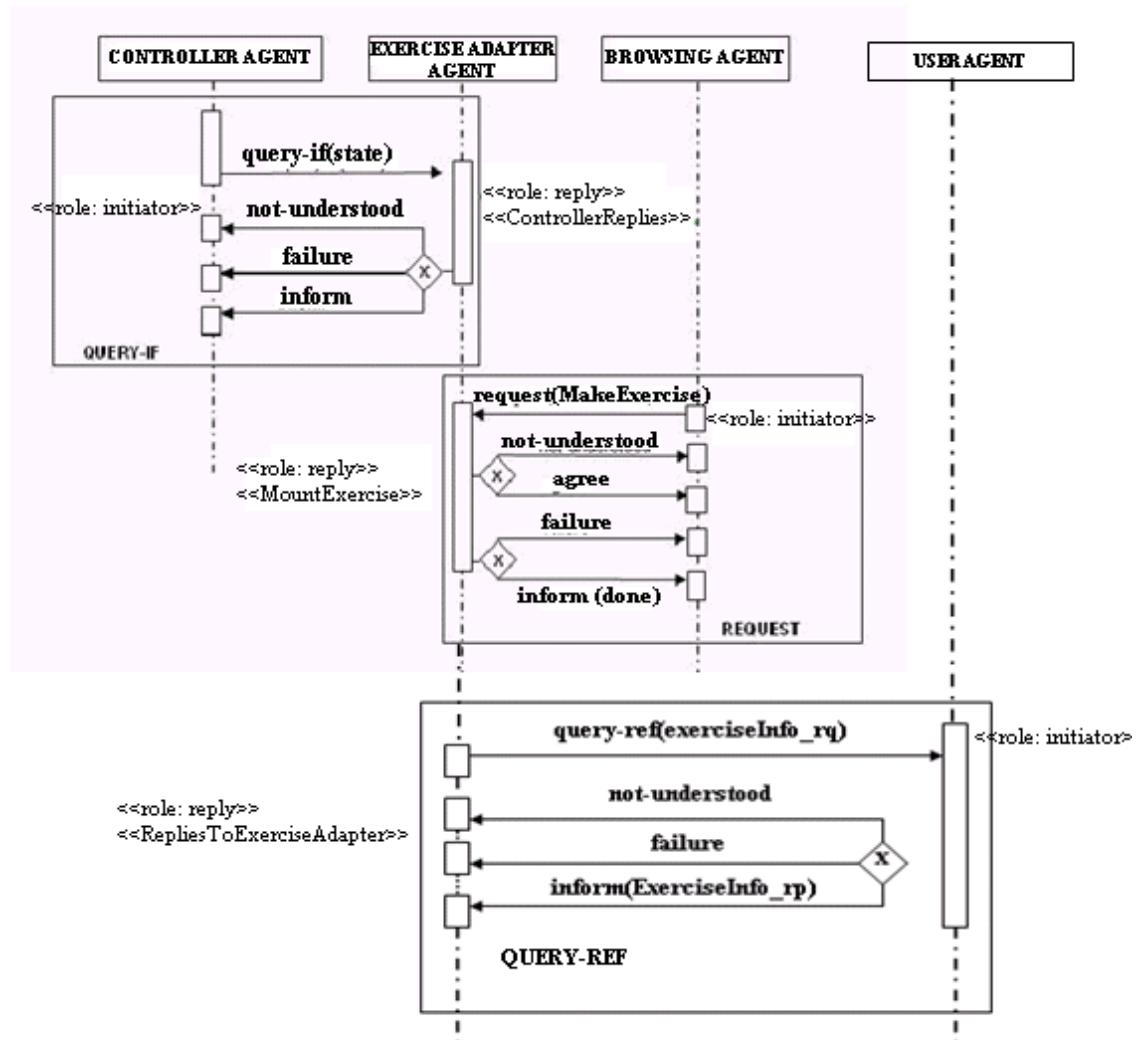 CONTROLLER AGENT
EXERCISE ADAPTER
AGENT
BROWSING AGENT
USER AGENT
query-if(state)
<<role: reply>>
<<ControllerReplies>>
<<role: initiator>>
not-understood
failure
X
inform
QUERY-IF
request(MakeExercise)
<<role: initiator>>
not-understood
<<role: reply>>
<<MountExercise>>
X
agree
failure
X
inform (done)
REQUEST
query-ref(exerciseInfo_rq)
<<role: initiator>
not-understood
<<role: reply>>
<<RepliesToExerciseAdapter>>
failure
X
inform(ExerciseInfo_rp)
QUERY-REF